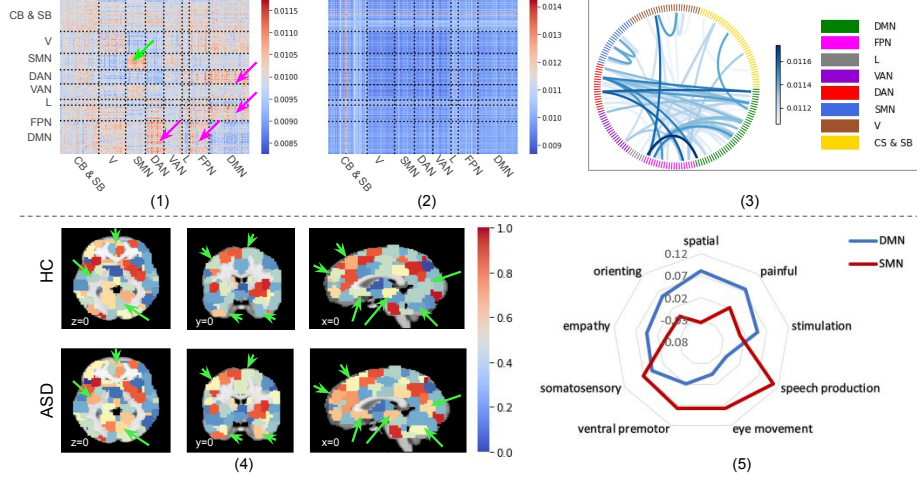 CB & SB
V
SMN
DAN
VAN
L
FPN
DMN
CB & SB
V
SMN
DAN
VAN
L
FPN
DMN
0.0115
0.0110
0.0105
0.0100
0.0095
0.0090
0.0085
(1)
CB & SB
V
SMN
DAN
VAN
L
FPN
DMN
0.014
0.013
0.012
0.011
0.010
0.009
(2)
0.0116
0.0114
0.0112
DMN
FPN
L
VAN
DAN
SMN
V
CS & SB
(3)
HC
z=0
y=0
x=0
ASD
z=0
y=0
x=0
1.0
0.8
0.6
0.4
0.2
0.0
(4)
DMN
SMN
spatial
painful
stimulation
speech production
eye movement
ventral premotor
somatosensory
empathy
orienting
0.12
0.07
0.02
-0.03
0.08
(5)